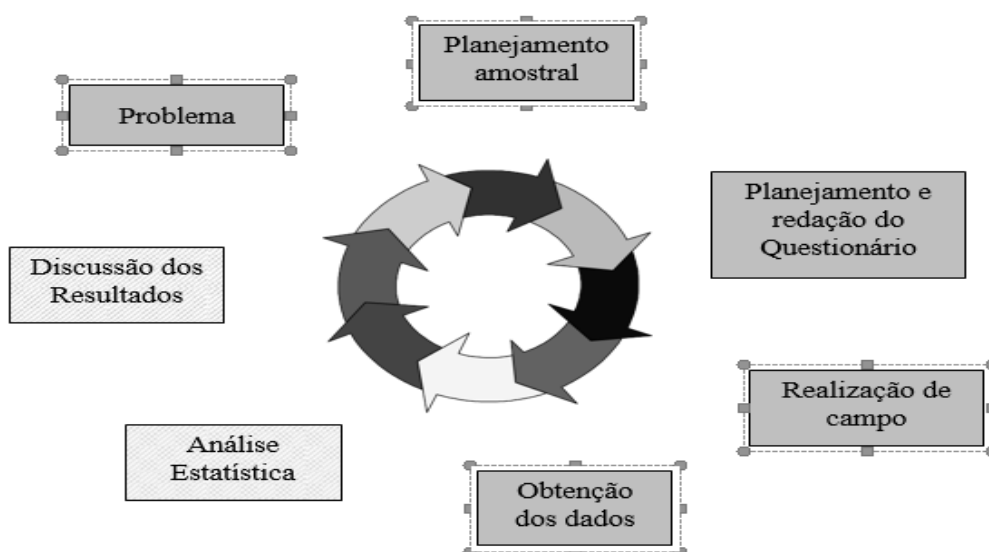 Planejamento
amostral
Problema
Planejamento e
redação do
Questionário
Discussão dos
Resultados
Realização de
campo
Análise
Estatística
Obtenção
dos dados